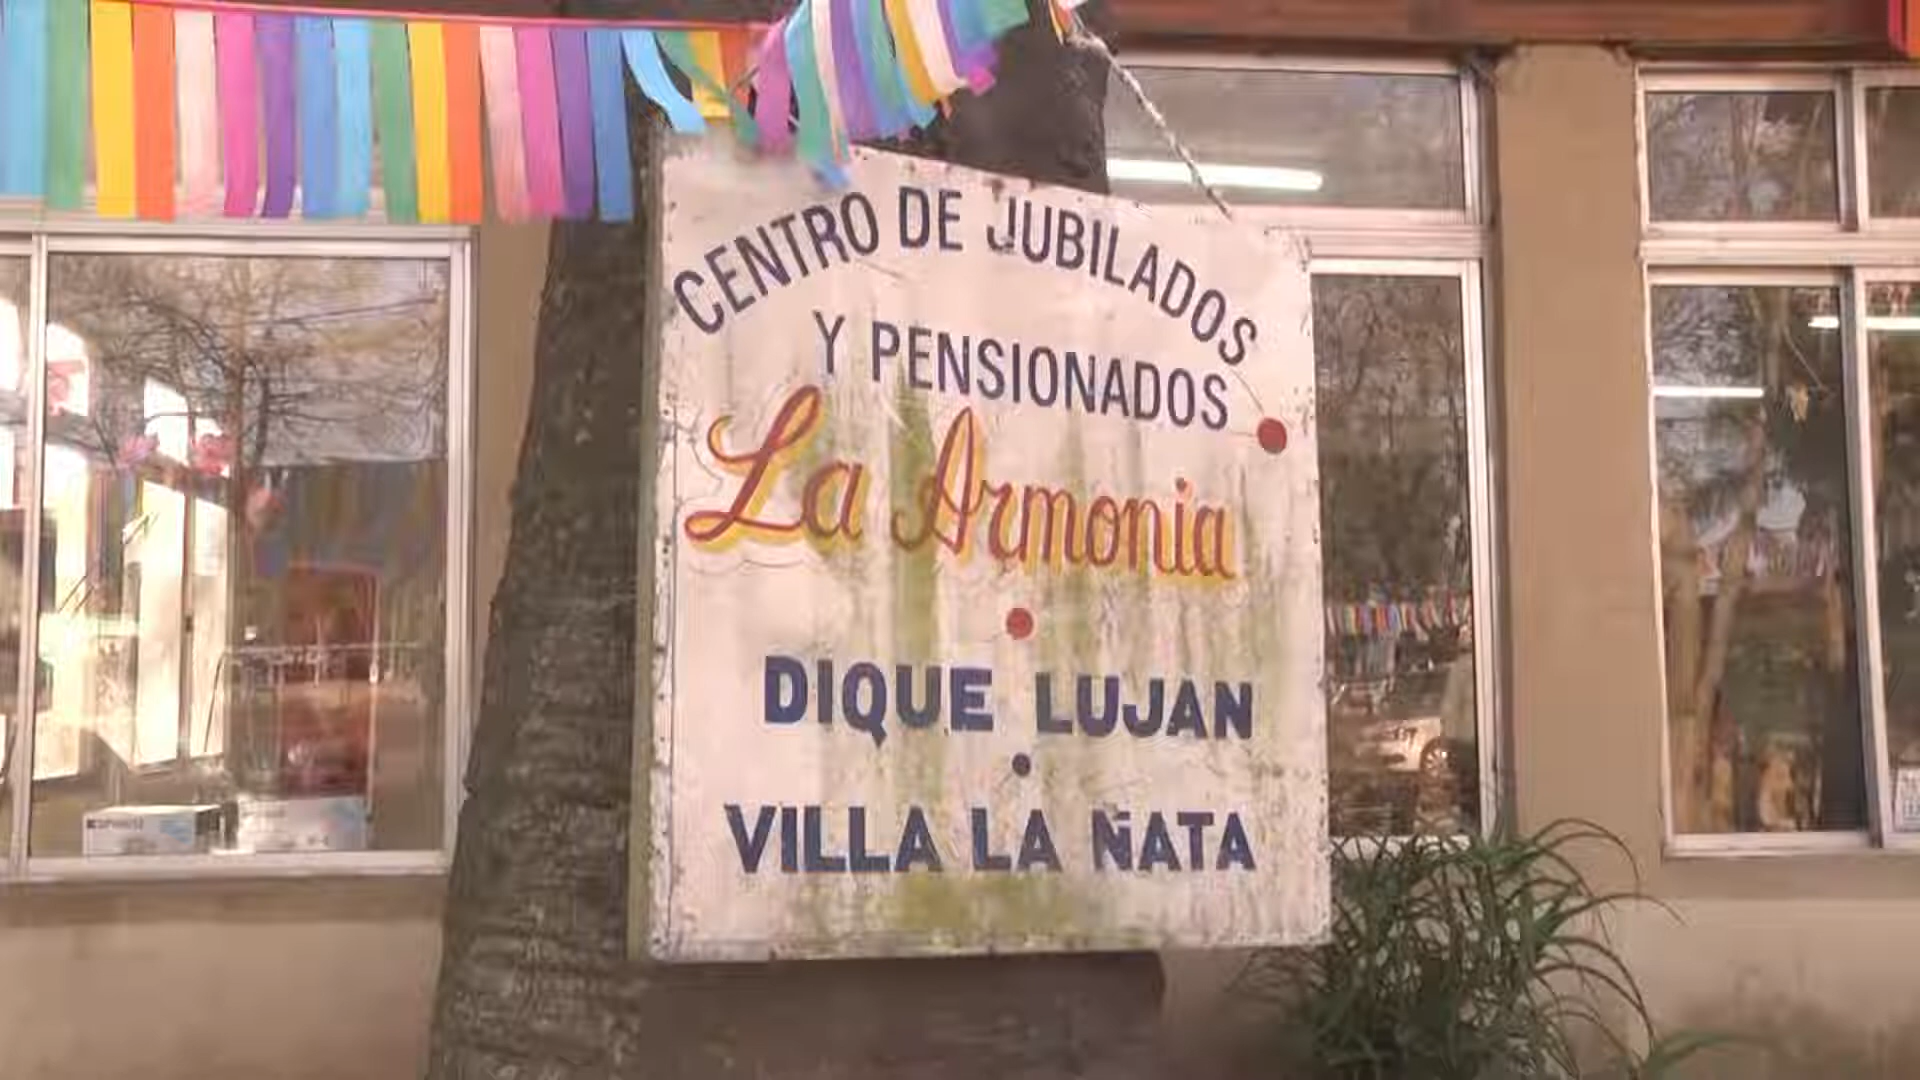 CENTRO DE JUBILADOS
Y PENSIONADOS
La Armonia
DIQUE LUJAN
VILLA LA ÑATA